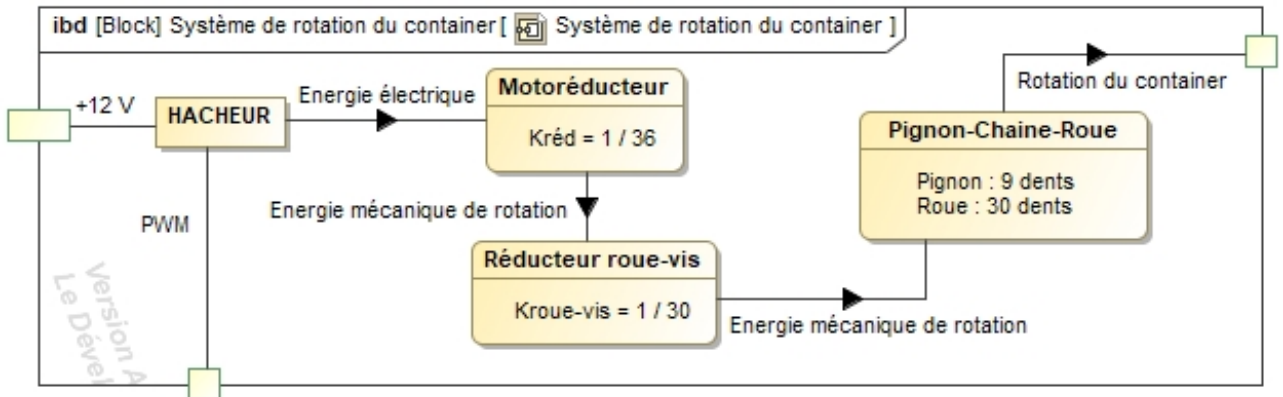 ibd [Block] Système de rotation du container [ Système de rotation du container ]
+12 V
HACHEUR
Energie électrique
Motoréducteur
Kréd = 1 / 36
Rotation du container
Pignon-Chaine-Roue
Pignon : 9 dents
Roue : 30 dents
PWM
Energie mécanique de rotation
Réducteur roue-vis
Kroue-vis = 1 / 30
Energie mécanique de rotation
Version A
Le Dével